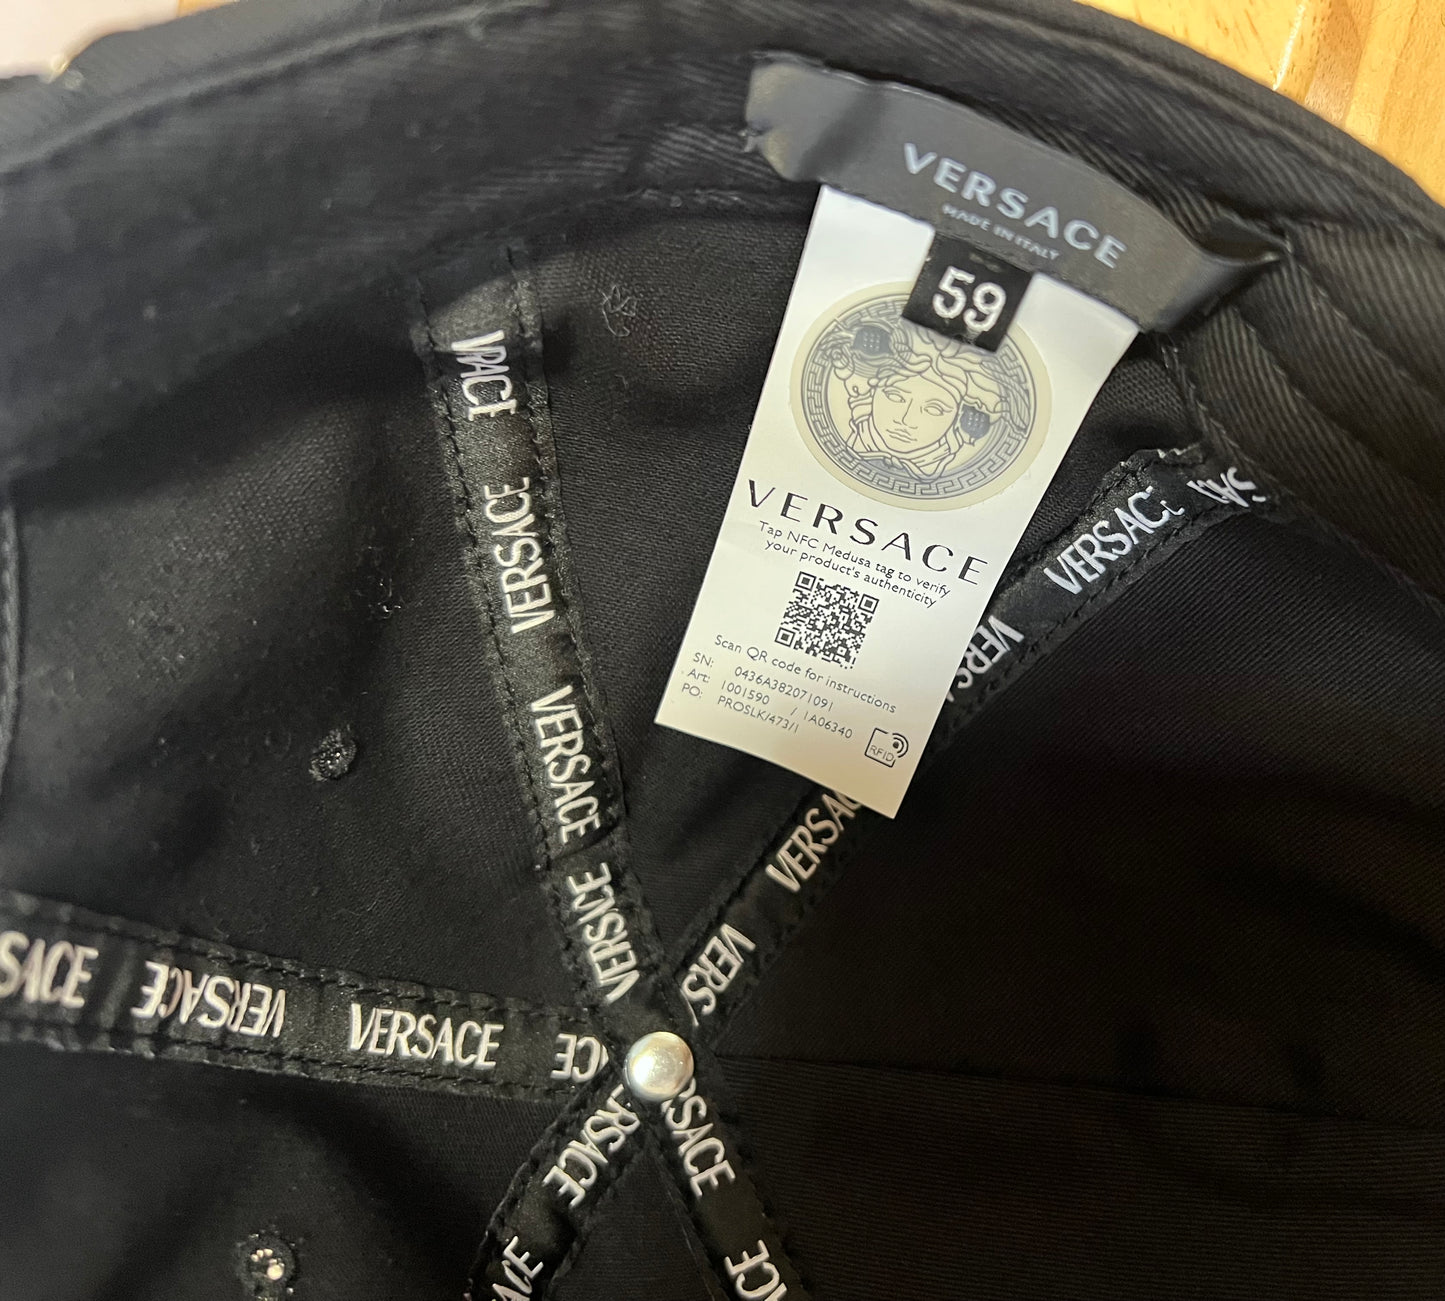 VERSACE
MADE IN ITALY
59
VERSACE
Tap NFC Medusa tag to verify
your product's authenticity
Scan QR code for instructions
SN: 0436A382071091
Art: 1001590 / 1A06340
PO: PROSLK/473/1
RFID
VERSACE
VERSACE
VERSACE
VERSACE
VERSACE
VERSACE
SACE
VERSACE
VERSACE